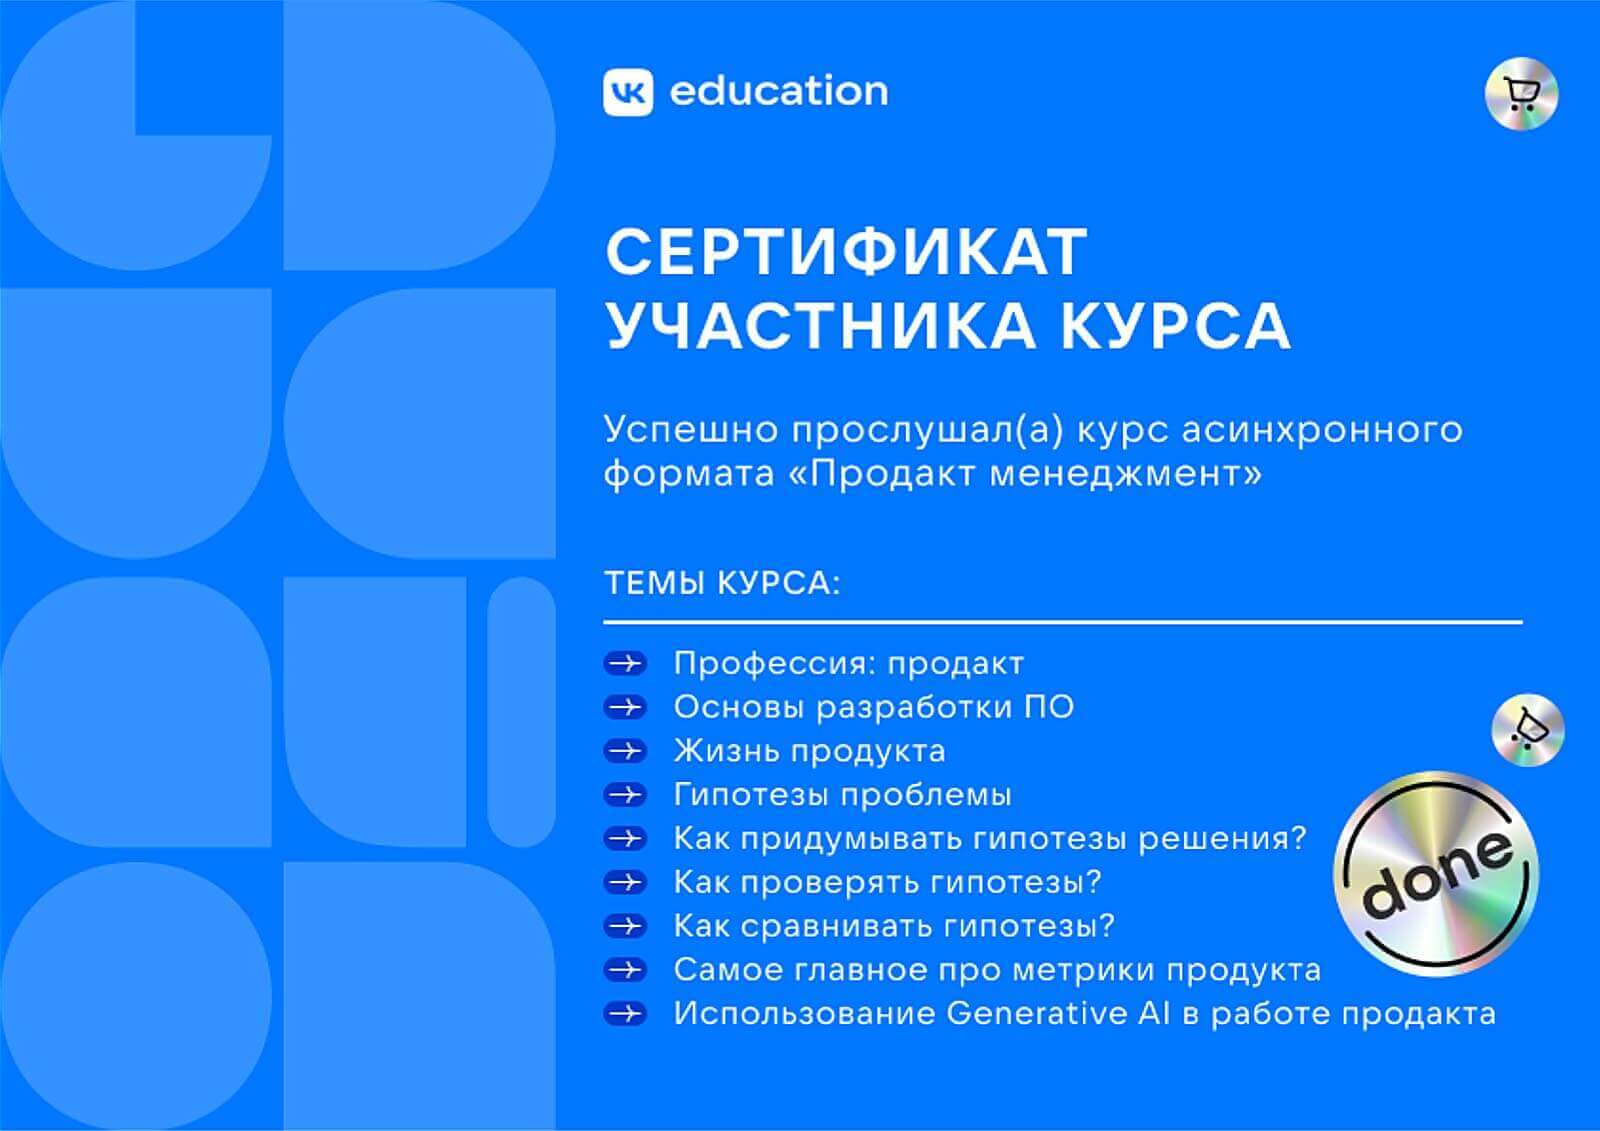 VK education
СЕРТИФИКАТ
УЧАСТНИКА КУРСА
Успешно прослушал(а) курс асинхронного
формата «Продакт менеджмент»
ТЕМЫ КУРСА:
Профессия: продакт
Основы разработки ПО
Жизнь продукта
Гипотезы проблемы
Как придумывать гипотезы решения?
Как проверять гипотезы?
Как сравнивать гипотезы?
Самое главное про метрики продукта
Использование Generative AI в работе продакта
done